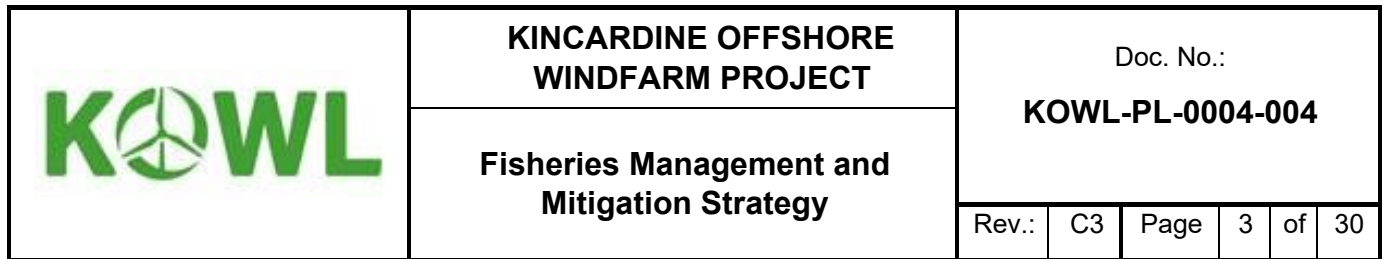 KOWL
KINCARDINE OFFSHORE
WINDFARM PROJECT
Fisheries Management and
Mitigation Strategy
Doc. No.:
KOWL-PL-0004-004
Rev.: C3 Page 3 of 30